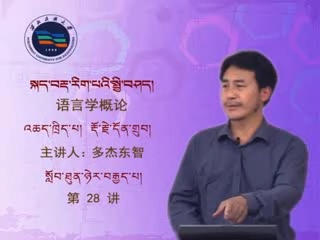 སྐད་བརྡ་རིག་པའི་སྤྱི་བཤད།
语言学概论
འཆད་ཁྲིད་པ། རྡོ་རྗེ་དོན་གྲུབ།
主讲人：多杰东智
སློབ་ཐུན་ཉེར་བརྒྱད་པ།
第 28 讲